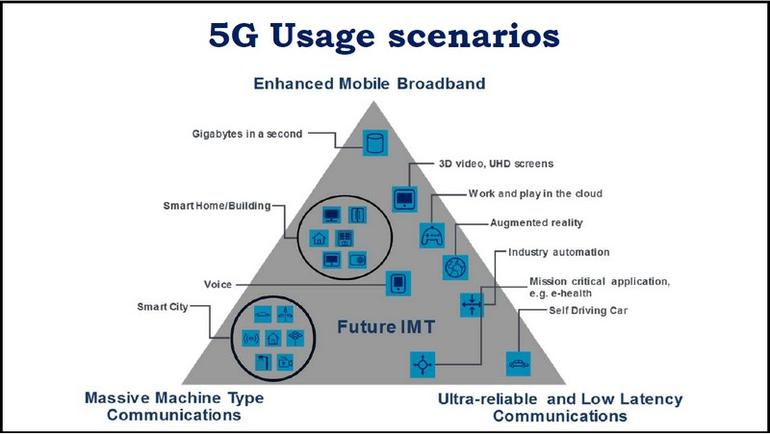 5G Usage scenarios
Enhanced Mobile Broadband
Gigabytes in a second
3D video, UHD screens
Work and play in the cloud
Smart Home/Building
Augmented reality
Industry automation
Voice
Mission critical application,
e.g. e-health
Smart City
Self Driving Car
Future IMT
Massive Machine Type
Communications
Ultra-reliable and Low Latency
Communications